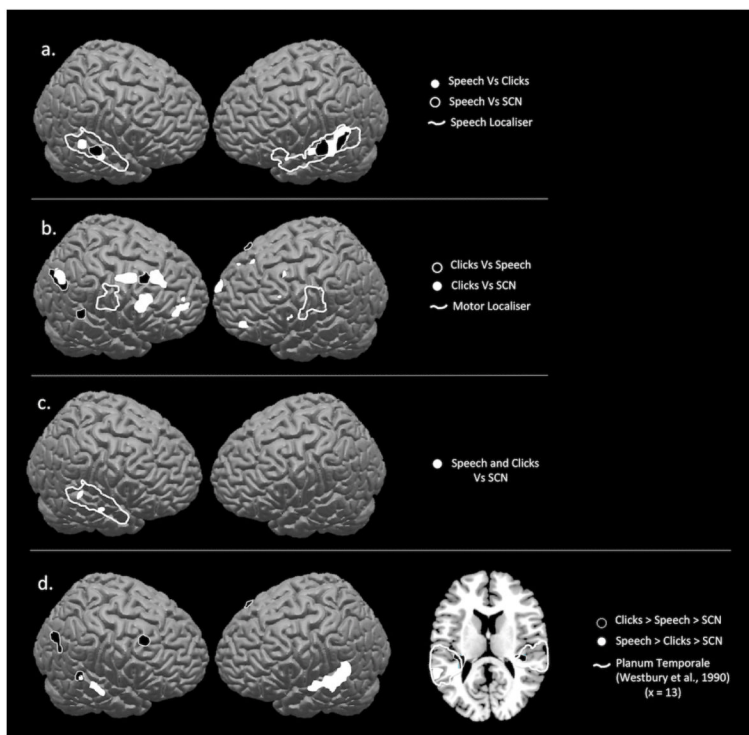 a.
Speech Vs Clicks
Speech Vs SCN
Speech Localiser
b.
Clicks Vs Speech
Clicks Vs SCN
Motor Localiser
c.
Speech and Clicks
Vs SCN
d.
Clicks > Speech > SCN
Speech > Clicks > SCN
Planum Temporale
(Westbury et al., 1990)
(x = 13)